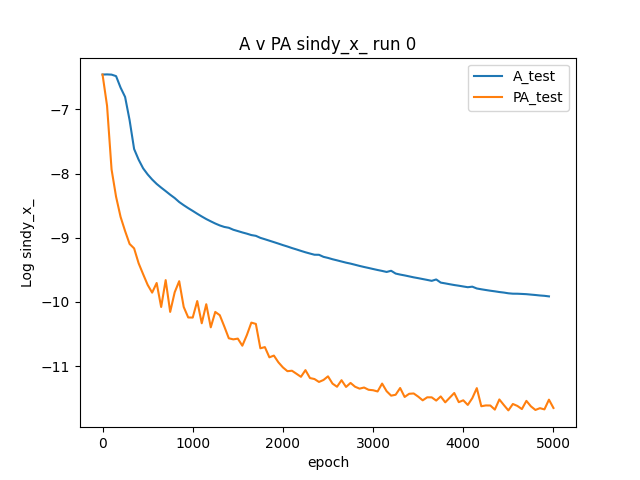 A v PA sindy_x_ run 0
A_test
PA_test
Log sindy_x_
−7
−8
−9
−10
−11
0
1000
2000
3000
4000
5000
epoch